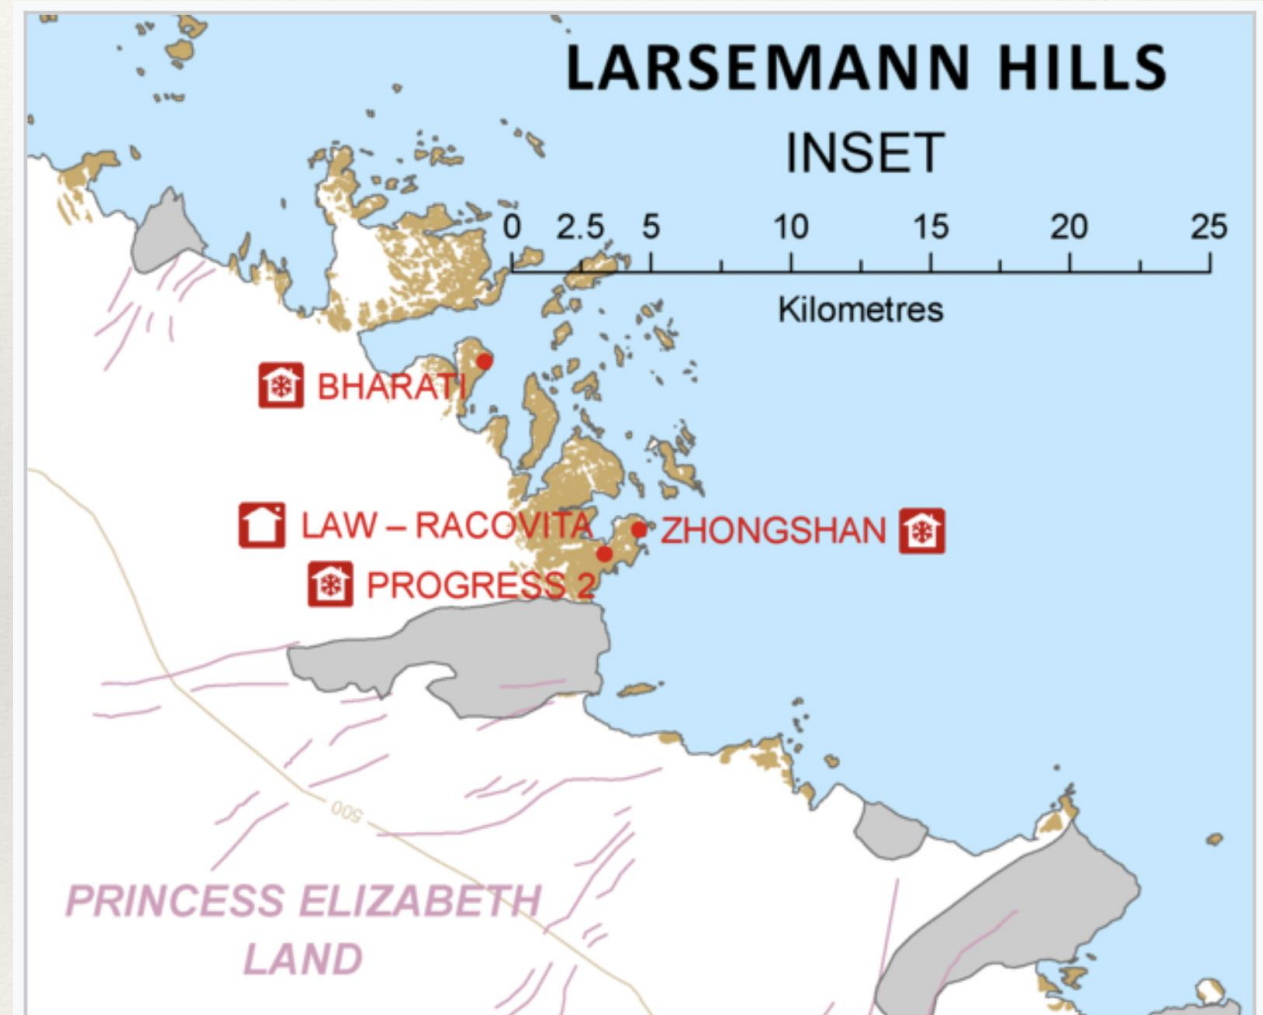 LARSEMANN HILLS
INSET
0 2.5 5 10 15 20 25
Kilometres
BHARATI
LAW – RACOVITA
ZHONGSHAN
PROGRESS 2
500
PRINCESS ELIZABETH
LAND